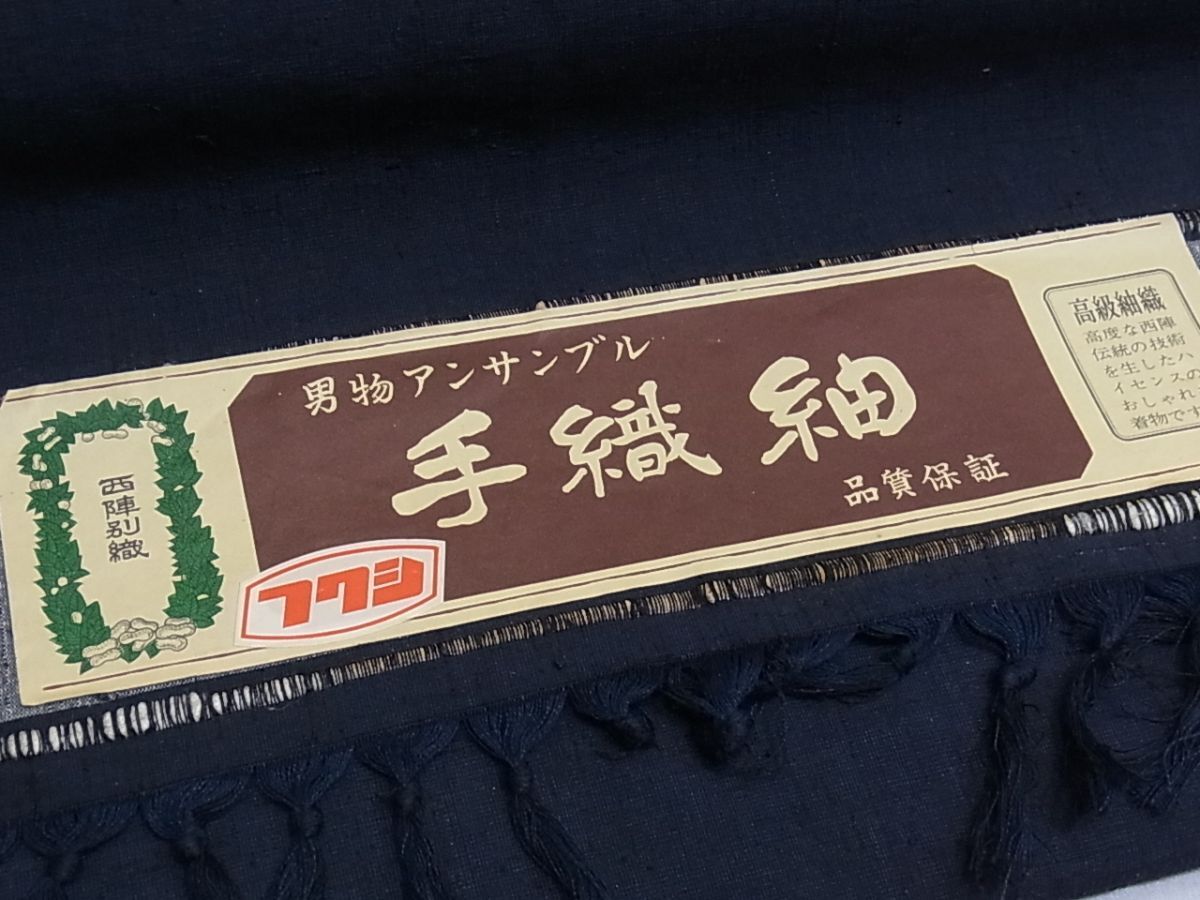 男物アンサンブル
手織紬
品質保証
西陣別織
フクシ
高級紬織
高度な西陣
伝統の技術
を生したハ
イセンスの
おしゃれ
着物です